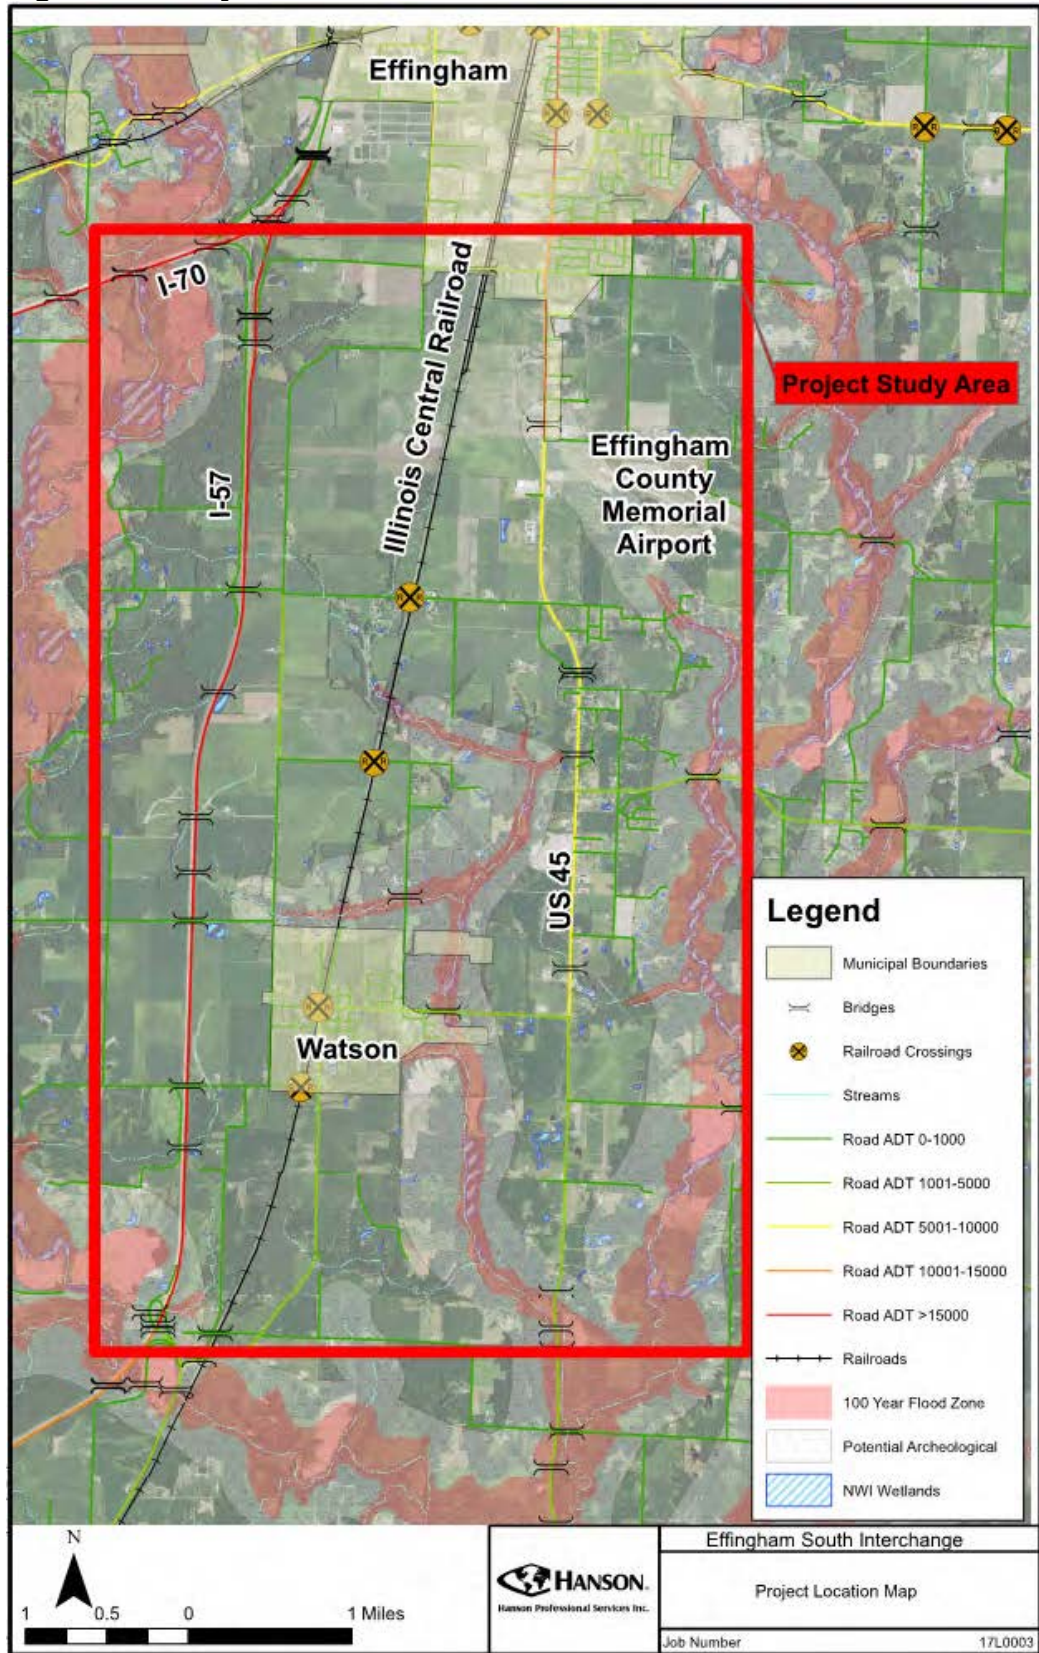 Effingham
I-70
Illinois Central Railroad
Project Study Area
I-57
Effingham
County
Memorial
Airport
US 45
Watson
Legend
Municipal Boundaries
Bridges
Railroad Crossings
Streams
Road ADT 0-1000
Road ADT 1001-5000
Road ADT 5001-10000
Road ADT 10001-15000
Road ADT >15000
Railroads
100 Year Flood Zone
Potential Archeological
NWI Wetlands
N
1 0.5 0 1 Miles
HANSON
Hanson Professional Services Inc.
Effingham South Interchange
Project Location Map
Job Number 17L0003